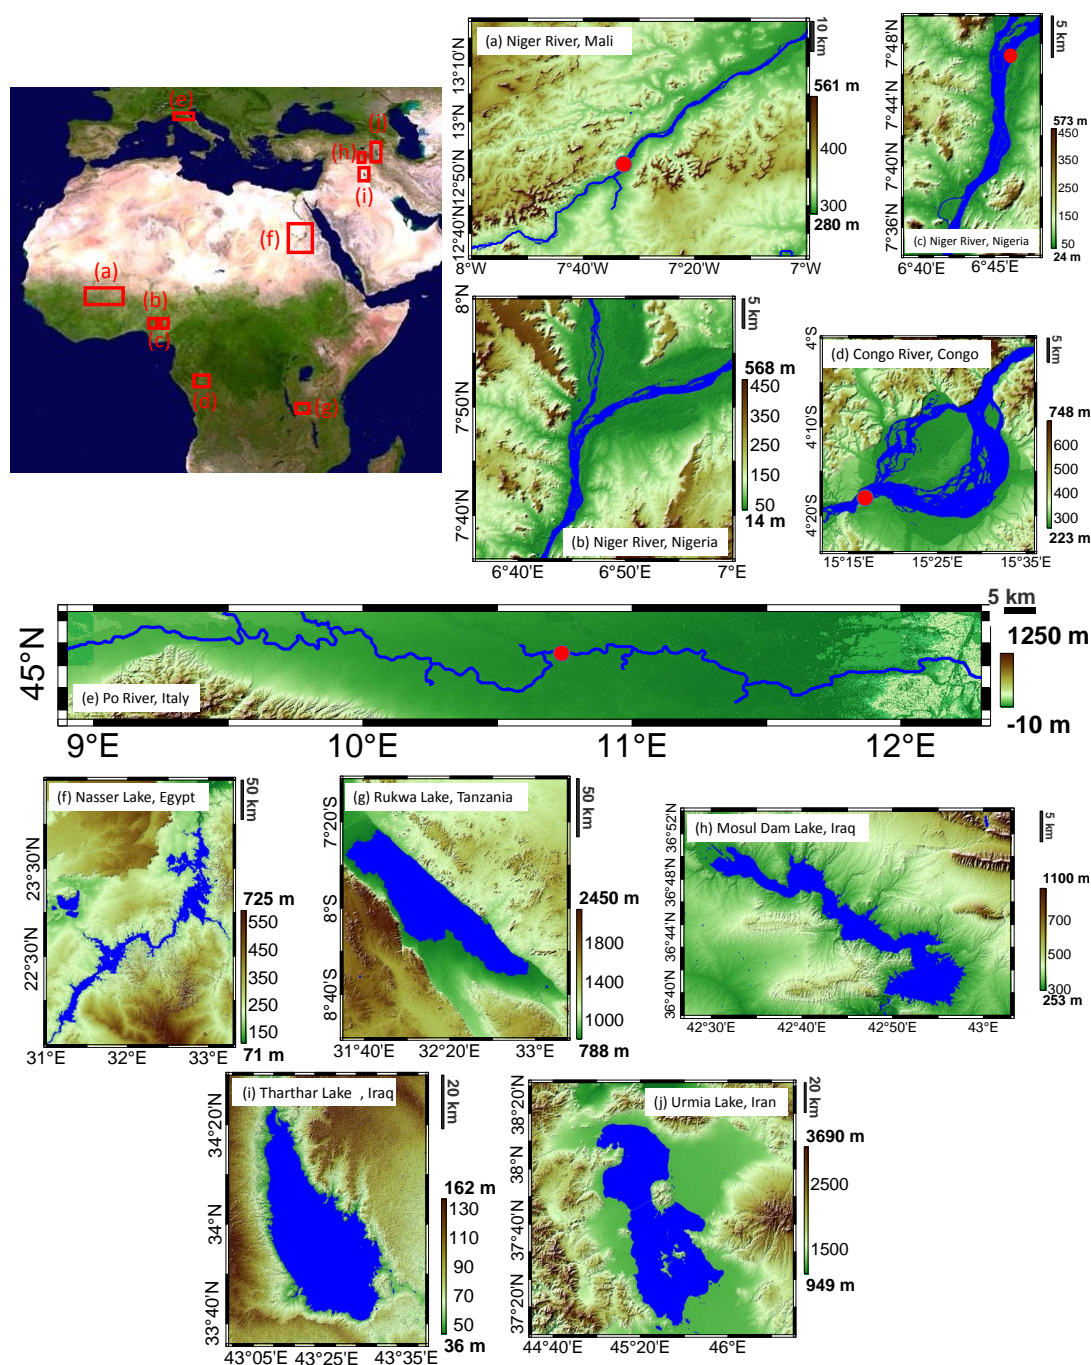 (e)
(j)
(h)
(i)
(f)
(a)
(b)
(c)
(d)
(g)
(a) Niger River, Mali
10 km
13°10'N
13°N
12°50'N
12°40'N
8°W
7°40'W
7°20'W
7°W
561 m
400
300
280 m
(c) Niger River, Nigeria
5 km
7°48'N
7°44'N
7°40'N
7°36'N
6°40'E
6°45'E
573 m
450
350
250
150
50
24 m
(b) Niger River, Nigeria
5 km
8°N
7°50'N
7°40'N
6°40'E
6°50'E
7°E
568 m
450
350
250
150
50
14 m
(d) Congo River, Congo
5 km
4°S
4°10'S
4°20'S
15°15'E
15°25'E
15°35'E
748 m
600
500
400
300
223 m
45°N
(e) Po River, Italy
9°E
10°E
11°E
12°E
5 km
1250 m
-10 m
(f) Nasser Lake, Egypt
50 km
23°30'N
22°30'N
31°E
32°E
33°E
725 m
550
450
350
250
150
71 m
(g) Rukwa Lake, Tanzania
50 km
7°20'S
8°S
8°40'S
31°40'E
32°20'E
33°E
2450 m
1800
1400
1000
788 m
(h) Mosul Dam Lake, Iraq
5 km
36°52'N
36°48'N
36°44'N
36°40'N
42°30'E
42°40'E
42°50'E
43°E
1100 m
700
500
300
253 m
(i) Tharthar Lake , Iraq
20 km
34°20'N
34°N
33°40'N
43°05'E
43°25'E
43°35'E
162 m
130
110
90
70
50
36 m
(j) Urmia Lake, Iran
20 km
38°20'N
38°N
37°40'N
37°20'N
44°40'E
45°20'E
46°E
3690 m
2500
1500
949 m